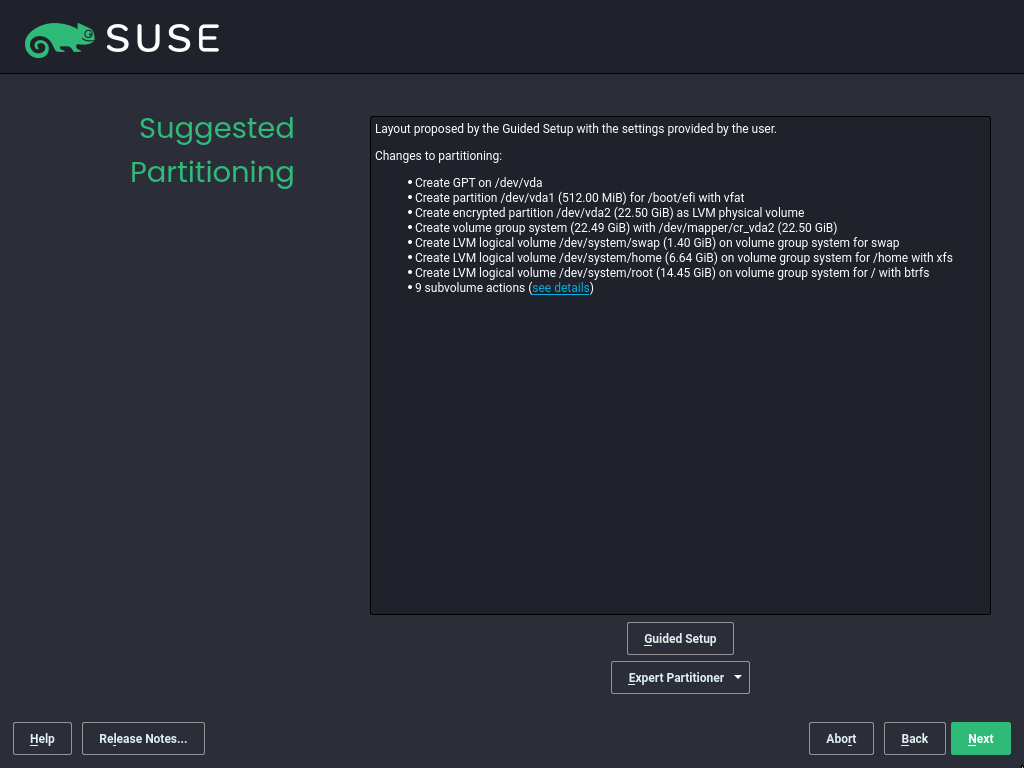 SUSE
Suggested
Partitioning
Layout proposed by the Guided Setup with the settings provided by the user.
Changes to partitioning:
• Create GPT on /dev/vda
• Create partition /dev/vda1 (512.00 MiB) for /boot/efi with vfat
• Create encrypted partition /dev/vda2 (22.50 GiB) as LVM physical volume
• Create volume group system (22.49 GiB) with /dev/mapper/cr_vda2 (22.50 GiB)
• Create LVM logical volume /dev/system/swap (1.40 GiB) on volume group system for swap
• Create LVM logical volume /dev/system/home (6.64 GiB) on volume group system for /home with xfs
• Create LVM logical volume /dev/system/root (14.45 GiB) on volume group system for / with btrfs
• 9 subvolume actions (see details)
Guided Setup
Expert Partitioner
Help
Release Notes...
Abort
Back
Next